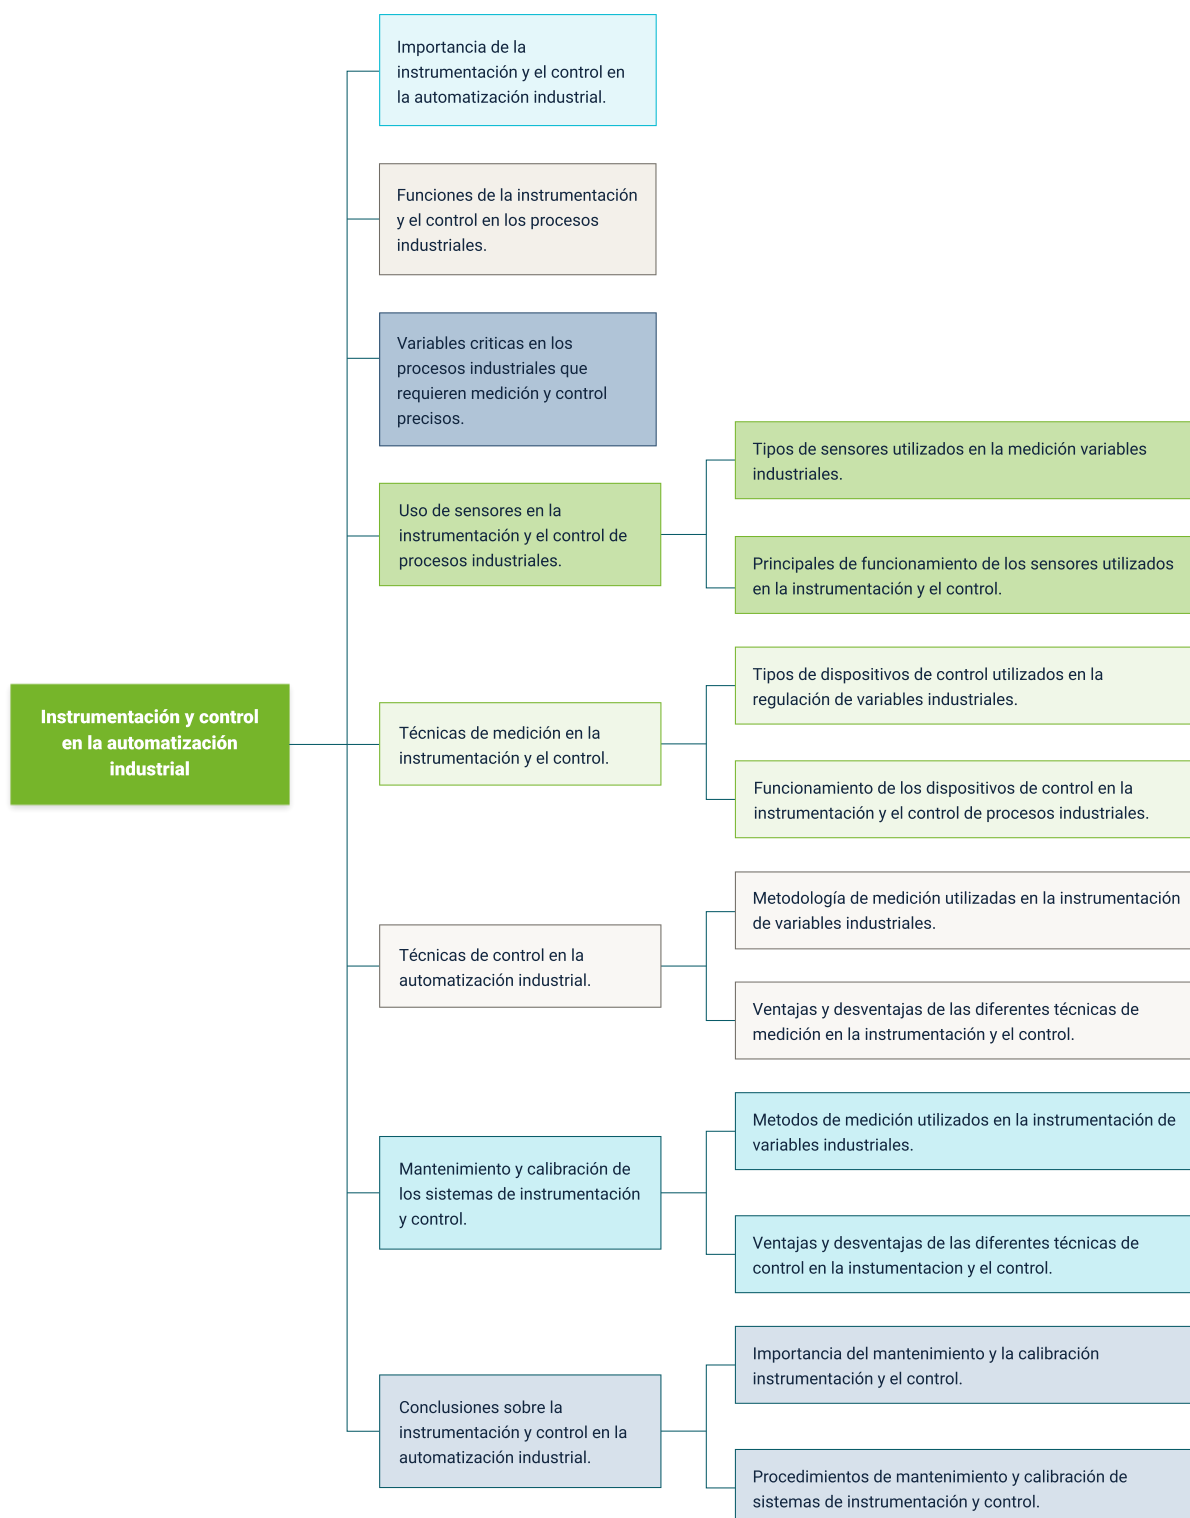 Importancia de la
instrumentación y el control en
la automatización industrial.
Funciones de la instrumentación
y el control en los procesos
industriales.
Variables criticas en los
procesos industriales que
requieren medición y control
precisos.
Uso de sensores en la
instrumentación y el control de
procesos industriales.
Tipos de sensores utilizados en la medición variables
industriales.
Principales de funcionamiento de los sensores utilizados
en la instrumentación y el control.
Instrumentación y control
en la automatización
industrial
Técnicas de medición en la
instrumentación y el control.
Tipos de dispositivos de control utilizados en la
regulación de variables industriales.
Funcionamiento de los dispositivos de control en la
instrumentación y el control de procesos industriales.
Técnicas de control en la
automatización industrial.
Metodología de medición utilizadas en la instrumentación
de variables industriales.
Ventajas y desventajas de las diferentes técnicas de
medición en la instrumentación y el control.
Mantenimiento y calibración de
los sistemas de instrumentación
y control.
Metodos de medición utilizados en la instrumentación de
variables industriales.
Ventajas y desventajas de las diferentes técnicas de
control en la instumentacion y el control.
Conclusiones sobre la
instrumentación y control en la
automatización industrial.
Importancia del mantenimiento y la calibración
instrumentación y el control.
Procedimientos de mantenimiento y calibración de
sistemas de instrumentación y control.